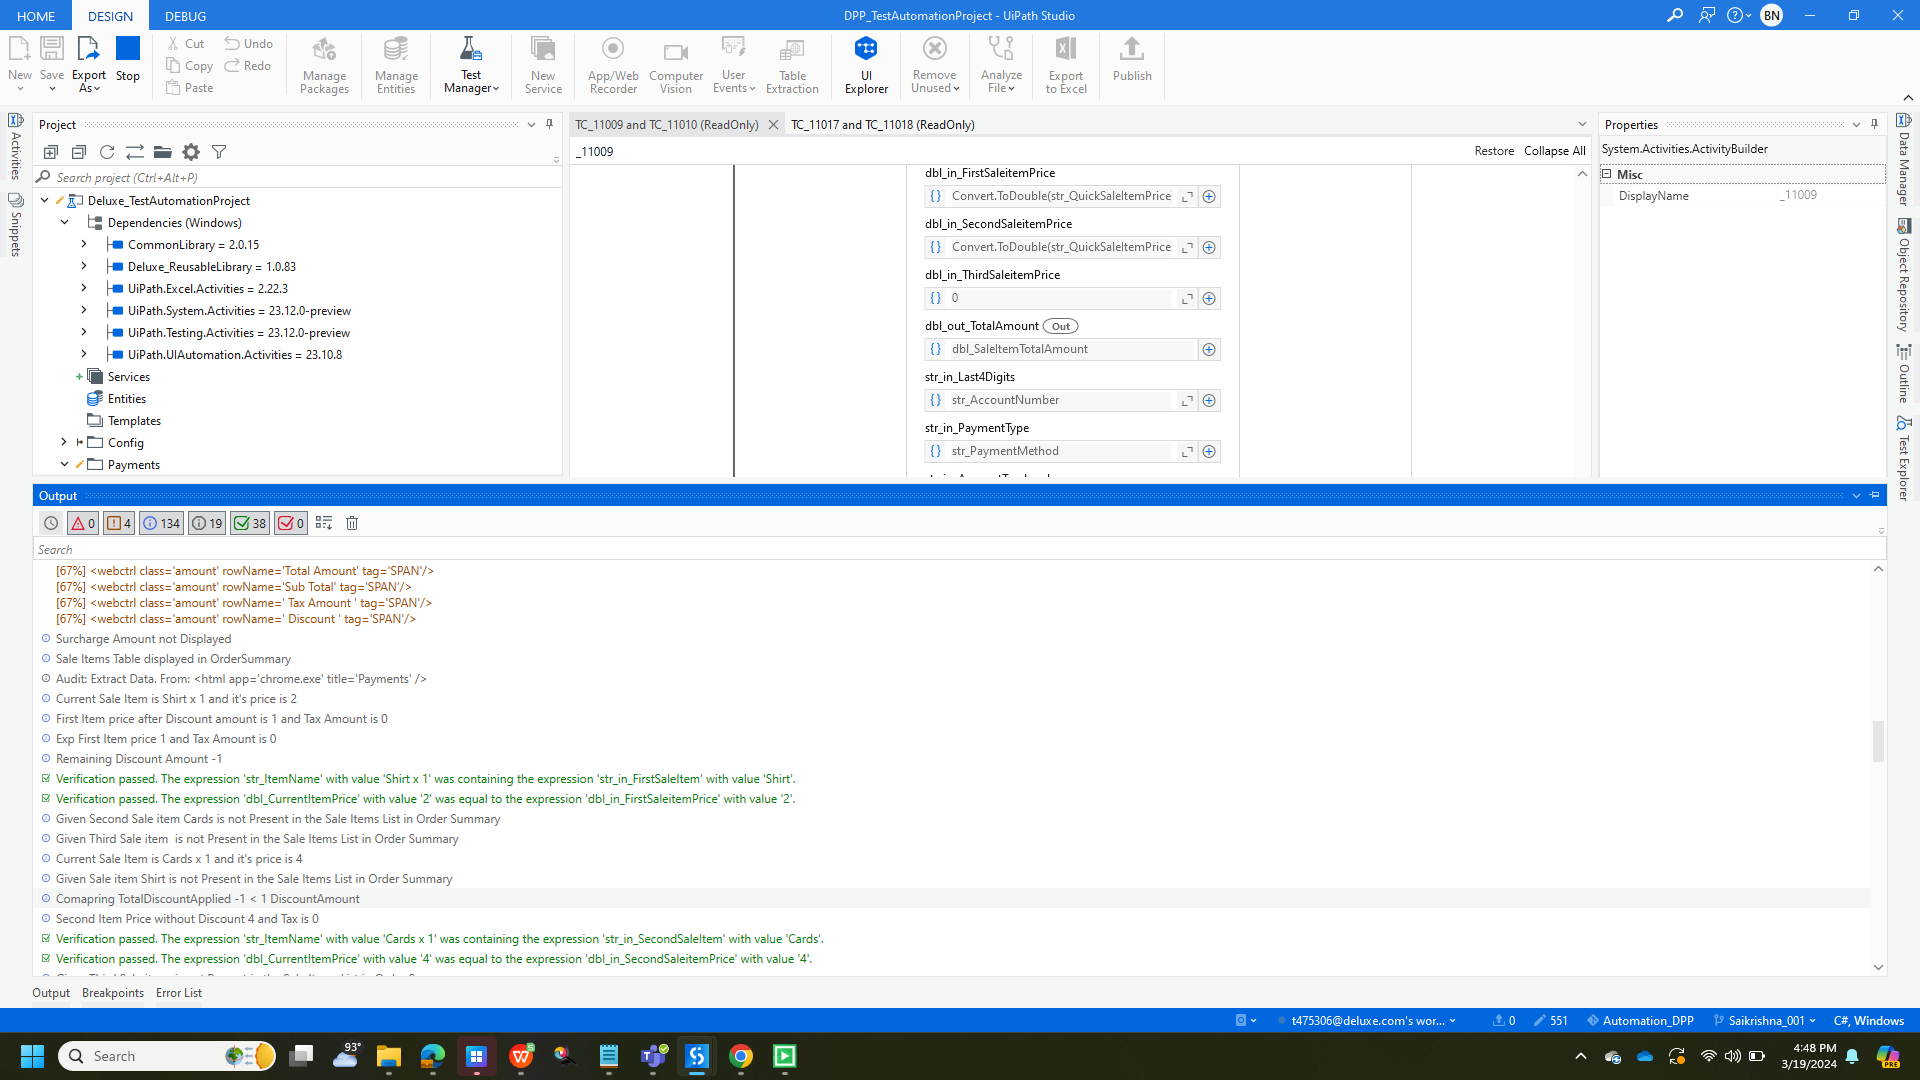 HOME DESIGN DEBUG DPP_TestAutomationProject - UiPath Studio BN
New Save Export As Stop Cut Copy Paste Undo Redo Manage Packages Manage Entities Test Manager New Service App/Web Recorder Computer Vision User Events Table Extraction UI Explorer Remove Unused Analyze File Export to Excel Publish
Activities
Snippets
Project
Search project (Ctrl+Alt+P)
Deluxe_TestAutomationProject
Dependencies (Windows)
CommonLibrary = 2.0.15
Deluxe_ReusableLibrary = 1.0.83
UiPath.Excel.Activities = 2.22.3
UiPath.System.Activities = 23.12.0-preview
UiPath.Testing.Activities = 23.12.0-preview
UiPath.UIAutomation.Activities = 23.10.8
Services
Entities
Templates
Config
Payments
TC_11009 and TC_11010 (ReadOnly) TC_11017 and TC_11018 (ReadOnly)
_11009 Restore Collapse All
dbl_in_FirstSaleitemPrice
{ } Convert.ToDouble(str_QuickSaleItemPrice
dbl_in_SecondSaleitemPrice
{ } Convert.ToDouble(str_QuickSaleItemPrice
dbl_in_ThirdSaleitemPrice
{ } 0
dbl_out_TotalAmount Out
{ } dbl_SaleItemTotalAmount
str_in_Last4Digits
{ } str_AccountNumber
str_in_PaymentType
{ } str_PaymentMethod
Properties
System.Activities.ActivityBuilder
Misc
DisplayName _11009
Data Manager
Object Repository
Outline
Test Explorer
Output
0 4 134 19 38 0
Search
[67%] <webctrl class='amount' rowName='Total Amount' tag='SPAN'/>
[67%] <webctrl class='amount' rowName='Sub Total' tag='SPAN'/>
[67%] <webctrl class='amount' rowName=' Tax Amount ' tag='SPAN'/>
[67%] <webctrl class='amount' rowName=' Discount ' tag='SPAN'/>
Surcharge Amount not Displayed
Sale Items Table displayed in OrderSummary
Audit: Extract Data. From: <html app='chrome.exe' title='Payments' />
Current Sale Item is Shirt x 1 and it's price is 2
First Item price after Discount amount is 1 and Tax Amount is 0
Exp First Item price 1 and Tax Amount is 0
Remaining Discount Amount -1
Verification passed. The expression 'str_ItemName' with value 'Shirt x 1' was containing the expression 'str_in_FirstSaleItem' with value 'Shirt'.
Verification passed. The expression 'dbl_CurrentItemPrice' with value '2' was equal to the expression 'dbl_in_FirstSaleitemPrice' with value '2'.
Given Second Sale item Cards is not Present in the Sale Items List in Order Summary
Given Third Sale item  is not Present in the Sale Items List in Order Summary
Current Sale Item is Cards x 1 and it's price is 4
Given Sale item Shirt is not Present in the Sale Items List in Order Summary
Comapring TotalDiscountApplied -1 < 1 DiscountAmount
Second Item Price without Discount 4 and Tax is 0
Verification passed. The expression 'str_ItemName' with value 'Cards x 1' was containing the expression 'str_in_SecondSaleItem' with value 'Cards'.
Verification passed. The expression 'dbl_CurrentItemPrice' with value '4' was equal to the expression 'dbl_in_SecondSaleitemPrice' with value '4'.
Output Breakpoints Error List
t475306@deluxe.com's wor... 0 551 Automation_DPP Saikrishna_001 C#, Windows
Search 93° 4:48 PM
3/19/2024
PRE